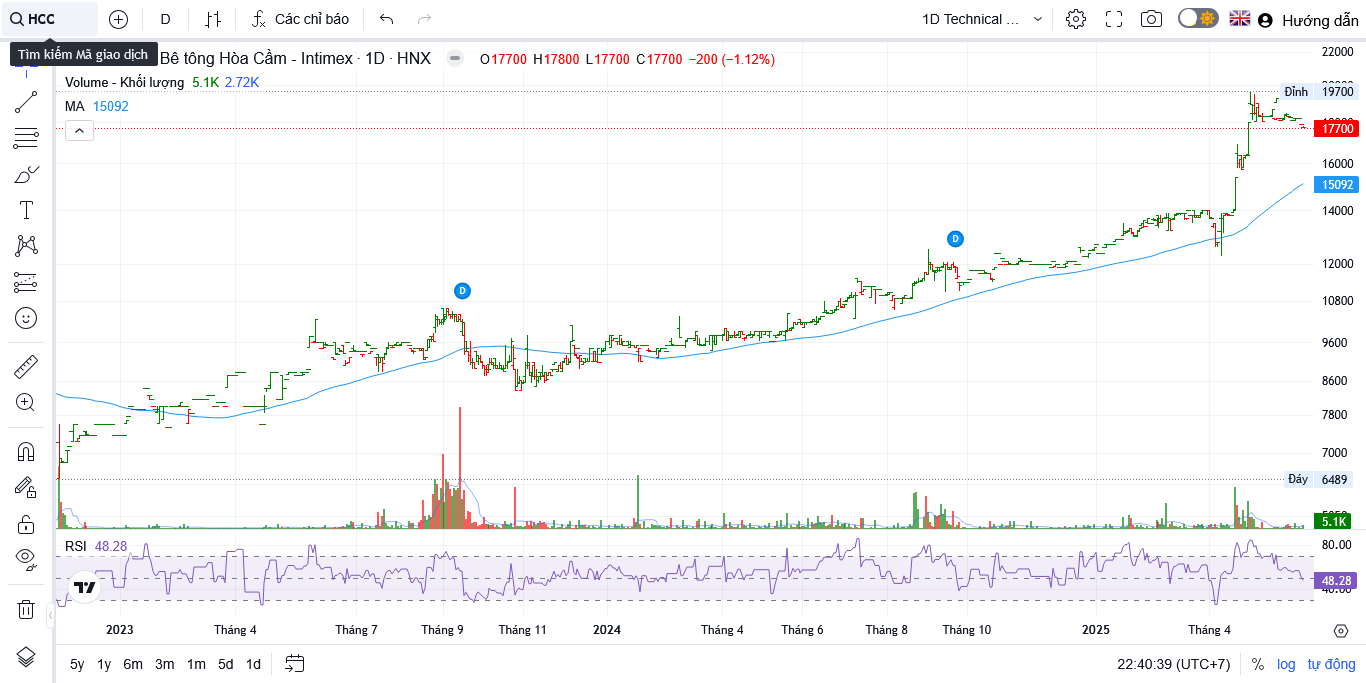 HCC D Các chỉ báo 1D Technical ... Hướng dẫn
Tìm kiếm Mã giao dịch
Bê tông Hòa Cầm - Intimex · 1D · HNX O17700 H17800 L17700 C17700 −200 (−1.12%)
Volume - Khối lượng 5.1K 2.72K
MA 15092
22000
Đỉnh 19700
17700
16000
15092
14000
12000
10800
9600
8600
7800
7000
Đáy 6489
5.1K
RSI 48.28
80.00
48.28
40.00
D
D
2023 Tháng 4 Tháng 7 Tháng 9 Tháng 11 2024 Tháng 4 Tháng 6 Tháng 8 Tháng 10 2025 Tháng 4
5y 1y 6m 3m 1m 5d 1d 22:40:39 (UTC+7) % log tự động